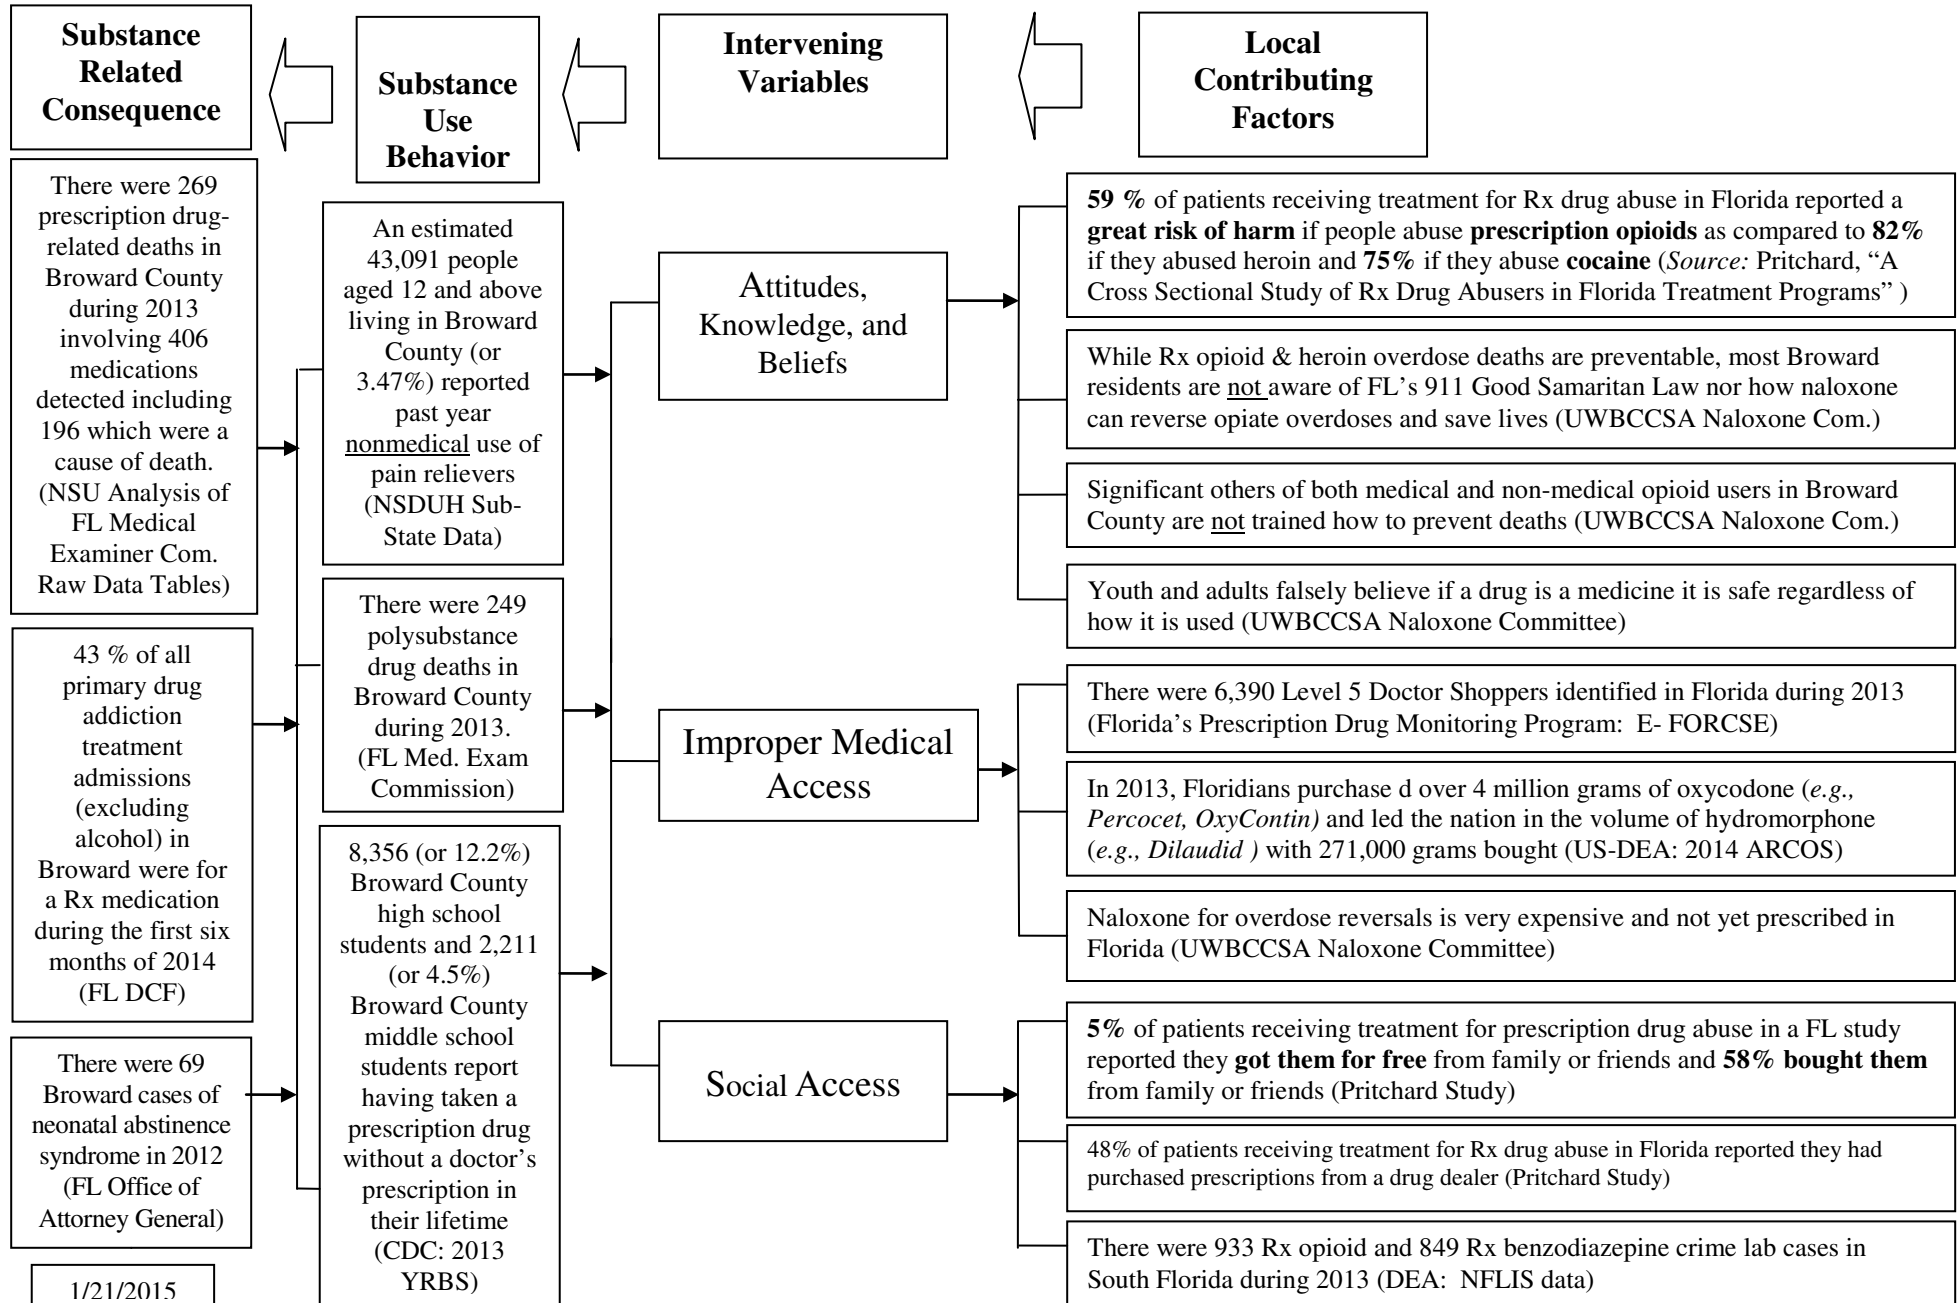 Substance
Related
Consequence
Substance
Use
Behavior
Intervening
Variables
Local
Contributing
Factors
There were 269
prescription drug-
related deaths in
Broward County
during 2013
involving 406
medications
detected including
196 which were a
cause of death.
(NSU Analysis of
FL Medical
Examiner Com.
Raw Data Tables)
43 % of all
primary drug
addiction
treatment
admissions
(excluding
alcohol) in
Broward were for
a Rx medication
during the first six
months of 2014
(FL DCF)
There were 69
Broward cases of
neonatal abstinence
syndrome in 2012
(FL Office of
Attorney General)
1/21/2015
An estimated
43,091 people
aged 12 and above
living in Broward
County (or
3.47%) reported
past year
nonmedical use of
pain relievers
(NSDUH Sub-
State Data)
There were 249
polysubstance
drug deaths in
Broward County
during 2013.
(FL Med. Exam
Commission)
8,356 (or 12.2%)
Broward County
high school
students and 2,211
(or 4.5%)
Broward County
middle school
students report
having taken a
prescription drug
without a doctor’s
prescription in
their lifetime
(CDC: 2013
YRBS)
Attitudes,
Knowledge, and
Beliefs
Improper Medical
Access
Social Access
59 % of patients receiving treatment for Rx drug abuse in Florida reported a
great risk of harm if people abuse prescription opioids as compared to 82%
if they abused heroin and 75% if they abuse cocaine (Source: Pritchard, “A
Cross Sectional Study of Rx Drug Abusers in Florida Treatment Programs” )
While Rx opioid & heroin overdose deaths are preventable, most Broward
residents are not aware of FL’s 911 Good Samaritan Law nor how naloxone
can reverse opiate overdoses and save lives (UWBCCSA Naloxone Com.)
Significant others of both medical and non-medical opioid users in Broward
County are not trained how to prevent deaths (UWBCCSA Naloxone Com.)
Youth and adults falsely believe if a drug is a medicine it is safe regardless of
how it is used (UWBCCSA Naloxone Committee)
There were 6,390 Level 5 Doctor Shoppers identified in Florida during 2013
(Florida’s Prescription Drug Monitoring Program: E- FORCSE)
In 2013, Floridians purchase d over 4 million grams of oxycodone (e.g.,
Percocet, OxyContin) and led the nation in the volume of hydromorphone
(e.g., Dilaudid ) with 271,000 grams bought (US-DEA: 2014 ARCOS)
Naloxone for overdose reversals is very expensive and not yet prescribed in
Florida (UWBCCSA Naloxone Committee)
5% of patients receiving treatment for prescription drug abuse in a FL study
reported they got them for free from family or friends and 58% bought them
from family or friends (Pritchard Study)
48% of patients receiving treatment for Rx drug abuse in Florida reported they had
purchased prescriptions from a drug dealer (Pritchard Study)
There were 933 Rx opioid and 849 Rx benzodiazepine crime lab cases in
South Florida during 2013 (DEA: NFLIS data)